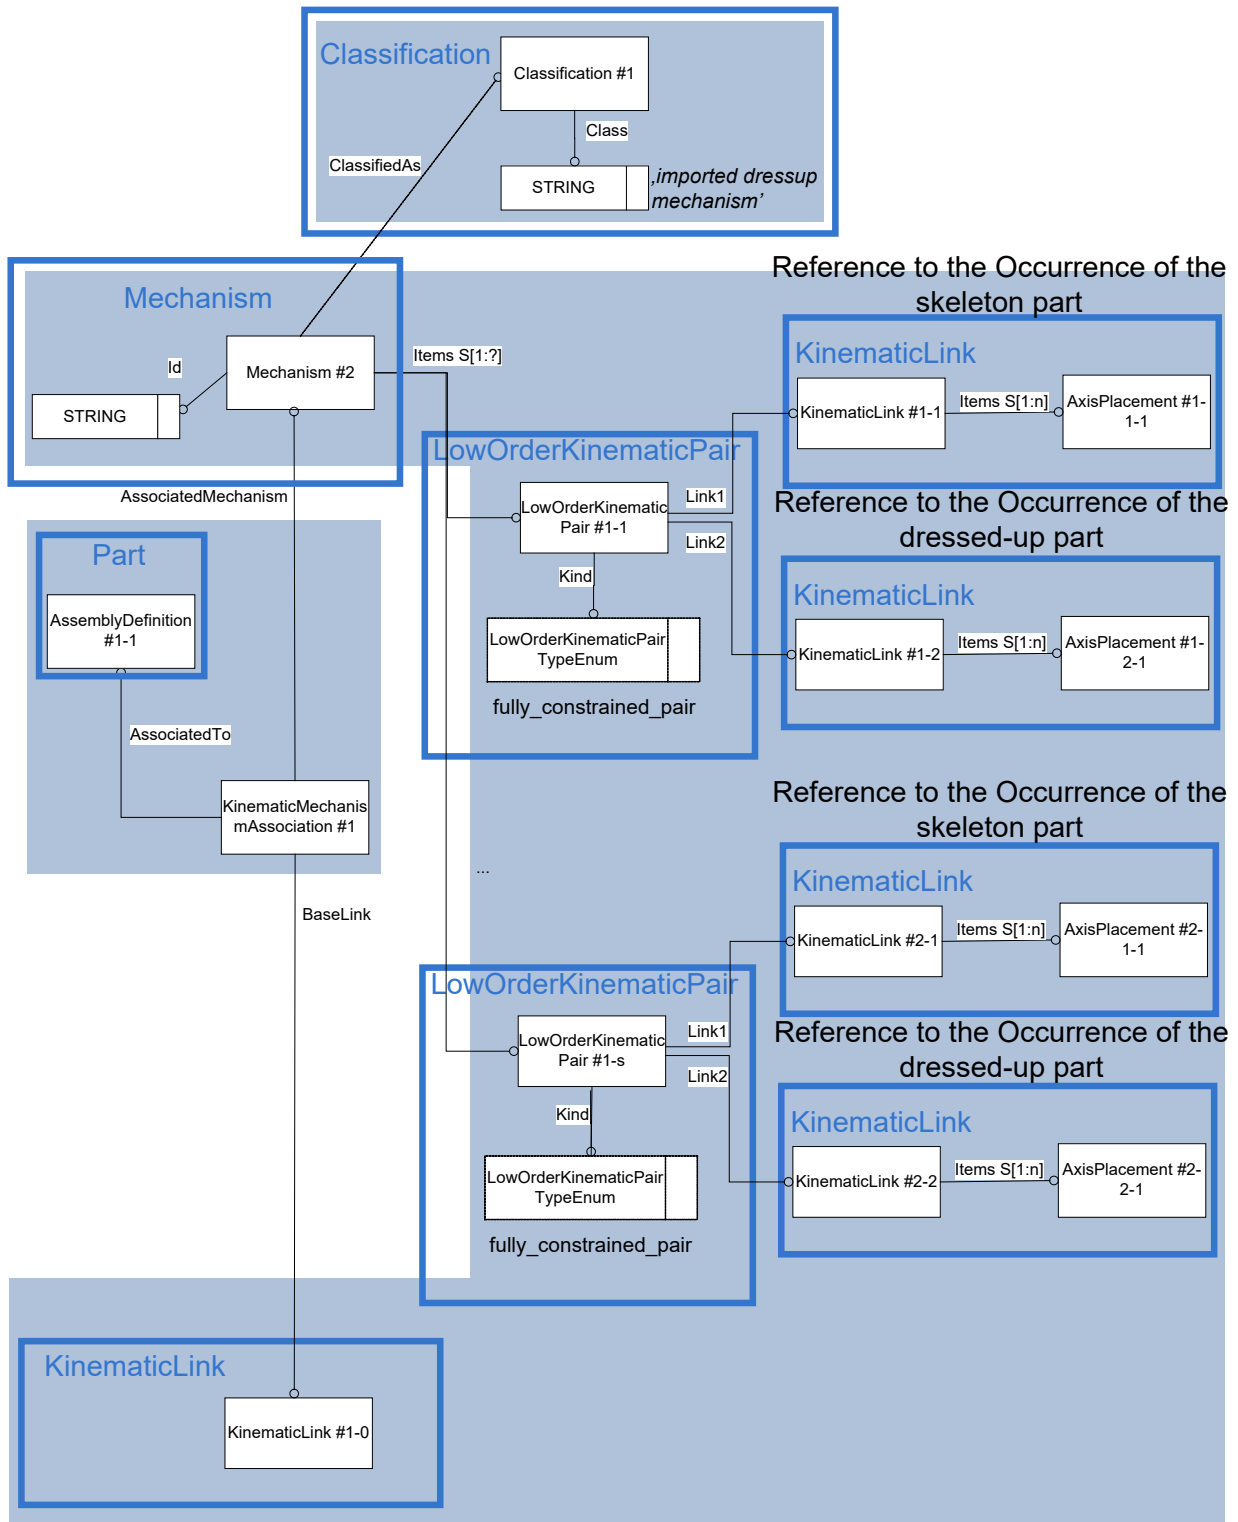 Classification
Classification #1
Class
ClassifiedAs
STRING
‚imported dressup
mechanism’
Mechanism
Id
Mechanism #2
STRING
Items S[1:?]
AssociatedMechanism
Reference to the Occurrence of the
skeleton part
KinematicLink
KinematicLink #1-1
Items S[1:n]
AxisPlacement #1-
1-1
LowOrderKinematicPair
LowOrderKinematic
Pair #1-1
Link1
Link2
Kind
LowOrderKinematicPair
TypeEnum
fully_constrained_pair
Reference to the Occurrence of the
dressed-up part
KinematicLink
KinematicLink #1-2
Items S[1:n]
AxisPlacement #1-
2-1
Part
AssemblyDefinition
#1-1
AssociatedTo
KinematicMechanis
mAssociation #1
BaseLink
...
Reference to the Occurrence of the
skeleton part
KinematicLink
KinematicLink #2-1
Items S[1:n]
AxisPlacement #2-
1-1
LowOrderKinematicPair
LowOrderKinematic
Pair #1-s
Link1
Link2
Kind
LowOrderKinematicPair
TypeEnum
fully_constrained_pair
Reference to the Occurrence of the
dressed-up part
KinematicLink
KinematicLink #2-2
Items S[1:n]
AxisPlacement #2-
2-1
KinematicLink
KinematicLink #1-0